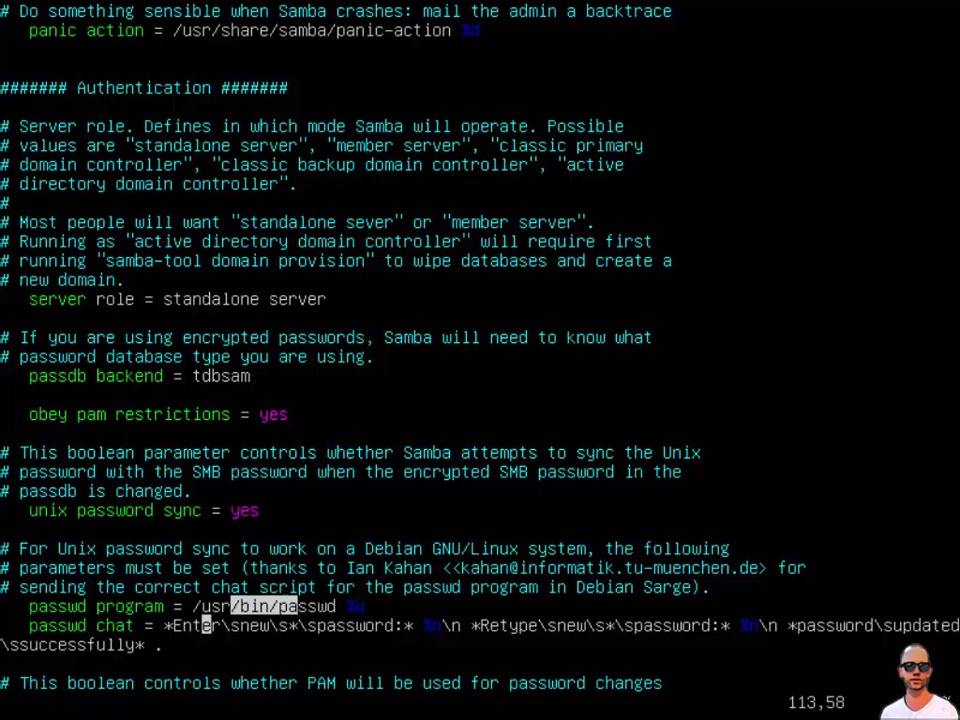 # Do something sensible when Samba crashes: mail the admin a backtrace
   panic action = /usr/share/samba/panic-action %d
####### Authentication #######
# Server role. Defines in which mode Samba will operate. Possible
# values are "standalone server", "member server", "classic primary
# domain controller", "classic backup domain controller", "active
# directory domain controller".
#
# Most people will want "standalone sever" or "member server".
# Running as "active directory domain controller" will require first
# running "samba-tool domain provision" to wipe databases and create a
# new domain.
   server role = standalone server
# If you are using encrypted passwords, Samba will need to know what
# password database type you are using.
   passdb backend = tdbsam
   obey pam restrictions = yes
# This boolean parameter controls whether Samba attempts to sync the Unix
# password with the SMB password when the encrypted SMB password in the
# passdb is changed.
   unix password sync = yes
# For Unix password sync to work on a Debian GNU/Linux system, the following
# parameters must be set (thanks to Ian Kahan <<kahan@informatik.tu-muenchen.de> for
# sending the correct chat script for the passwd program in Debian Sarge).
   passwd program = /usr/bin/passwd %u
   passwd chat = *Enter\snew\s*\spassword:* %n\n *Retype\snew\s*\spassword:* %n\n *password\supdated
\ssuccessfully* .
# This boolean controls whether PAM will be used for password changes
113,58